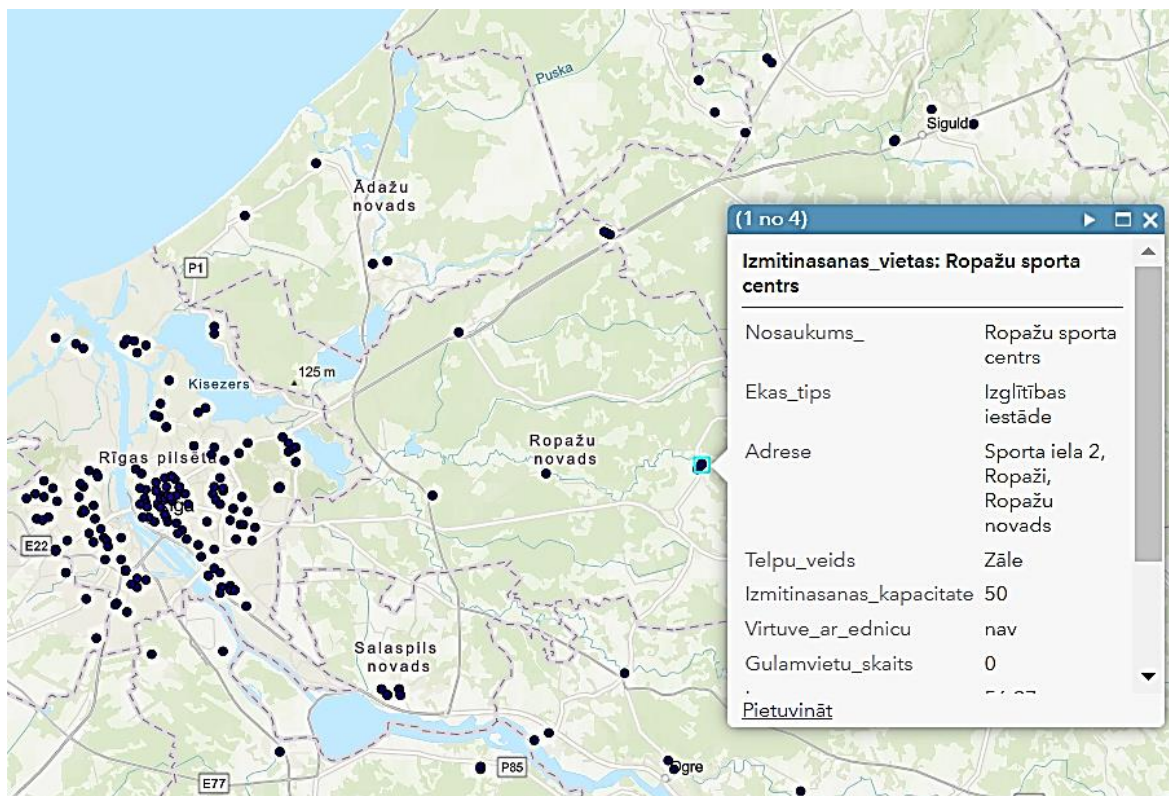 Puska
Sigulda
Ādažu
novads
P1
Kisezers
125 m
Rīgas pilsēta
E22
Ropažu
novads
Salaspils
novads
E77
P85
Ogre
(1 no 4)
Izmitinasanas_vietas: Ropažu sporta
centrs
Nosaukums_ Ropažu sporta
centrs
Ekas_tips Izglītības
iestāde
Adrese Sporta iela 2,
Ropaži,
Ropažu
novads
Telpu_veids Zāle
Izmitinasanas_kapacitate 50
Virtuve_ar_ednicu nav
Gulamvietu_skaits 0
Pietuvināt